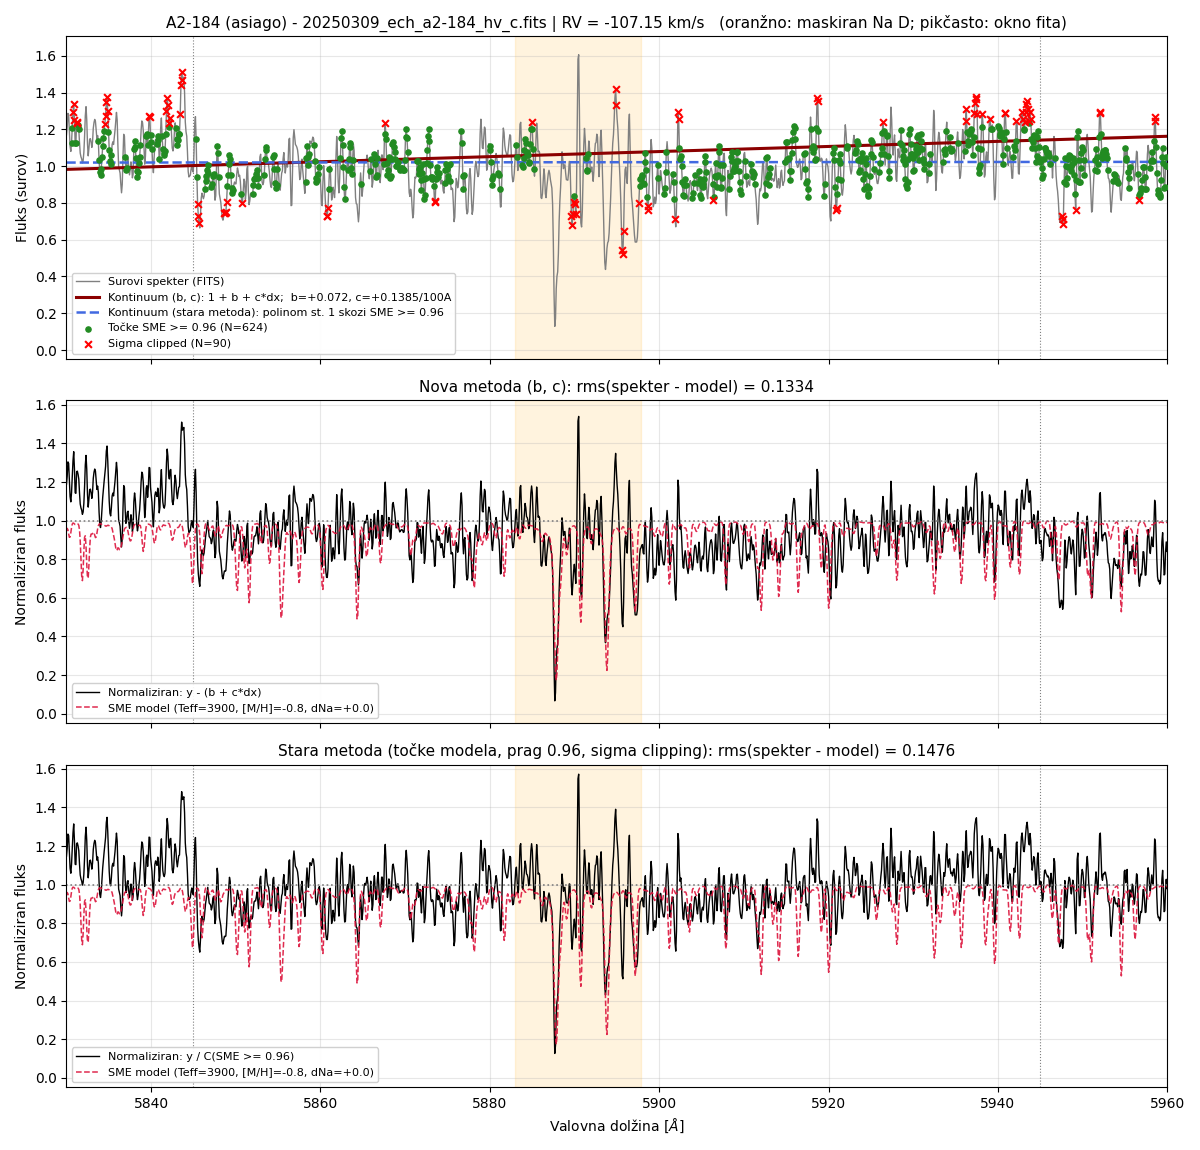 A2-184 (asiago) - 20250309_ech_a2-184_hv_c.fits | RV = -107.15 km/s (oranžno: maskiran Na D; pikčasto: okno fita)
Fluks (surov)
1.6
1.4
1.2
1.0
0.8
0.6
0.4
0.2
0.0
Surovi spekter (FITS)
Kontinuum (b, c): 1 + b + c*dx; b=+0.072, c=+0.1385/100A
Kontinuum (stara metoda): polinom st. 1 skozi SME >= 0.96
Točke SME >= 0.96 (N=624)
Sigma clipped (N=90)
Nova metoda (b, c): rms(spekter - model) = 0.1334
Normaliziran fluks
1.6
1.4
1.2
1.0
0.8
0.6
0.4
0.2
0.0
Normaliziran: y - (b + c*dx)
SME model (Teff=3900, [M/H]=-0.8, dNa=+0.0)
Stara metoda (točke modela, prag 0.96, sigma clipping): rms(spekter - model) = 0.1476
Normaliziran fluks
1.6
1.4
1.2
1.0
0.8
0.6
0.4
0.2
0.0
Normaliziran: y / C(SME >= 0.96)
SME model (Teff=3900, [M/H]=-0.8, dNa=+0.0)
5840 5860 5880 5900 5920 5940 5960
Valovna dolžina [Å]